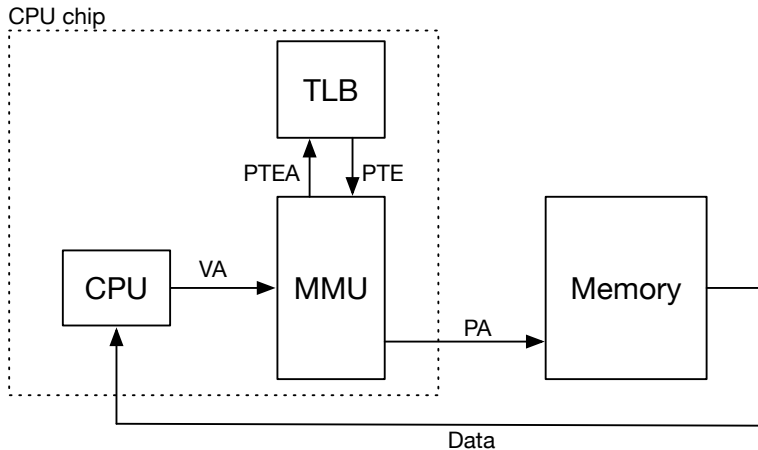 CPU chip
TLB
PTEA
PTE
CPU
VA
MMU
Memory
PA
Data